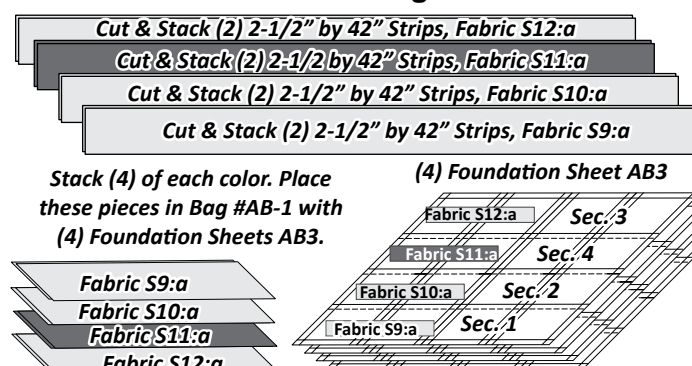 Cut & Stack (2) 2-1/2” by 42” Strips, Fabric S12:a
Cut & Stack (2) 2-1/2 by 42” Strips, Fabric S11:a
Cut & Stack (2) 2-1/2” by 42” Strips, Fabric S10:a
Cut & Stack (2) 2-1/2” by 42” Strips, Fabric S9:a
Stack (4) of each color. Place
these pieces in Bag #AB-1 with
(4) Foundation Sheets AB3.
(4) Foundation Sheet AB3
Fabric S12:a Sec. 3
Fabric S11:a Sec. 4
Fabric S10:a Sec. 2
Fabric S9:a Sec. 1
Fabric S9:a
Fabric S10:a
Fabric S11:a
Fabric S12:a